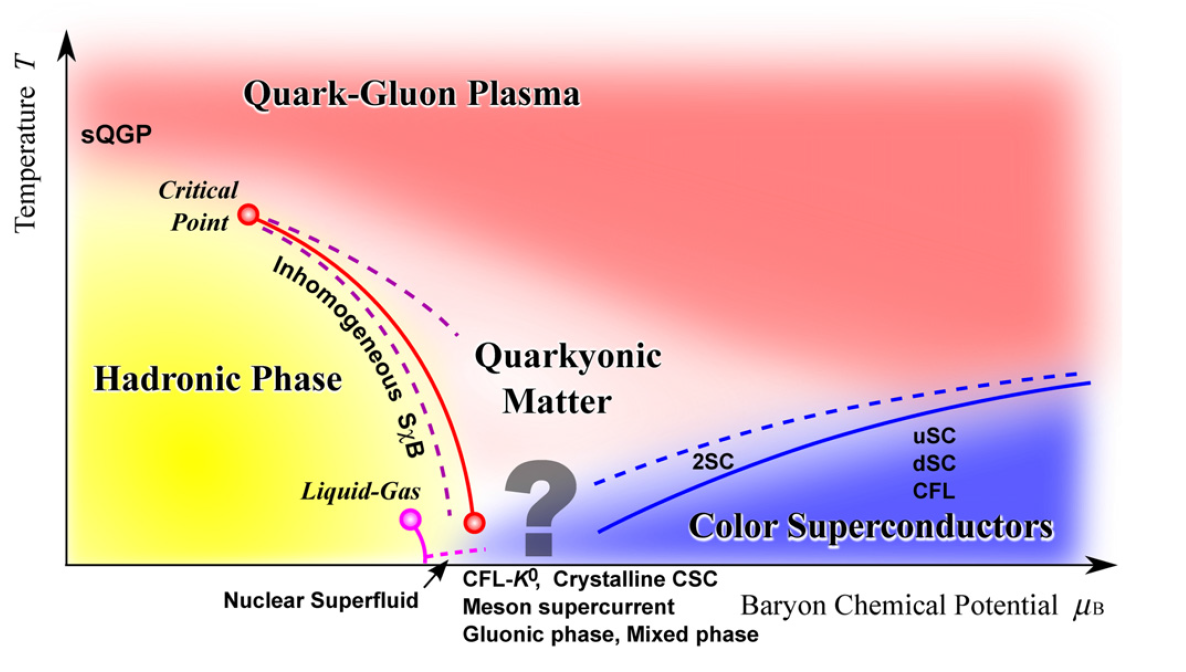 Temperature T
Quark-Gluon Plasma
sQGP
Critical
Point
Inhomogeneous SχB
Hadronic Phase
Quarkyonic
Matter
2SC
uSC
dSC
CFL
Liquid-Gas
?
Color Superconductors
Nuclear Superfluid
CFL-K⁰, Crystalline CSC
Meson supercurrent
Gluonic phase, Mixed phase
Baryon Chemical Potential μB